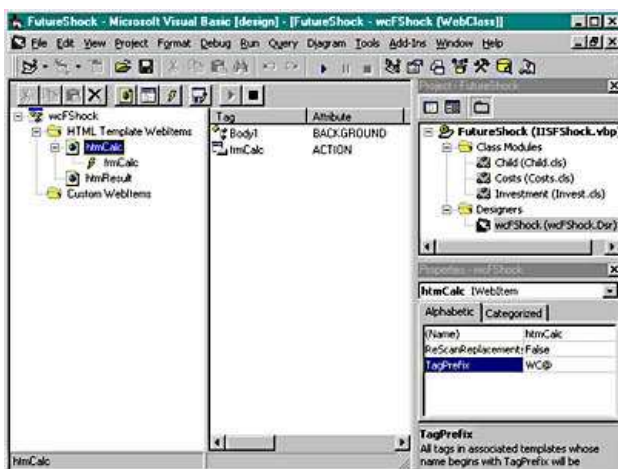 FutureShock - Microsoft Visual Basic [design] - [FutureShock - wcFShock (WebClass)]
File Edit View Project Format Debug Run Query Diagram Tools Add-Ins Window Help
wcFShock
HTML Template WebItems
htmCalc
frmCalc
htmResult
Custom WebItems
Tag Attribute
Body1 BACKGROUND
frmCalc ACTION
Project - FutureShock
FutureShock (IISFShock.vbp)
Class Modules
Child (Child.cls)
Costs (Costs.cls)
Investment (Invest.cls)
Designers
wcFShock (wcFShock.Dsr)
Properties - wcFShock
htmCalc IWebItem
Alphabetic Categorized
(Name) htmCalc
ReScanReplacements False
TagPrefix WC@
TagPrefix
All tags in associated templates whose
name begins with TagPrefix will be
htmCalc